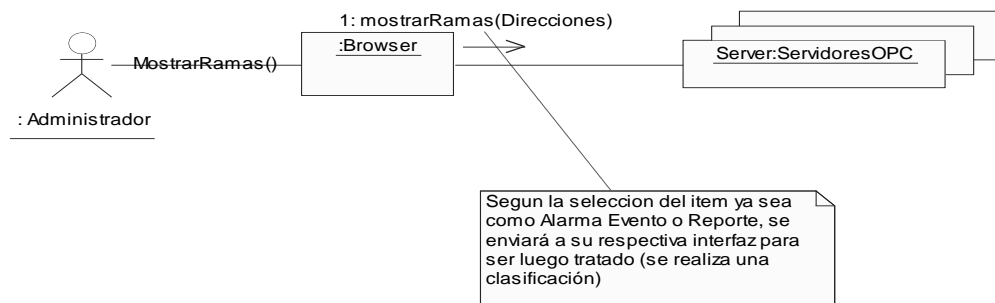 1: mostrarRamas(Direcciones)
:Browser
Server:ServidoresOPC
MostrarRamas()
: Administrador
Segun la seleccion del item ya sea
como Alarma Evento o Reporte, se
enviará a su respectiva interfaz para
ser luego tratado (se realiza una
clasificación)